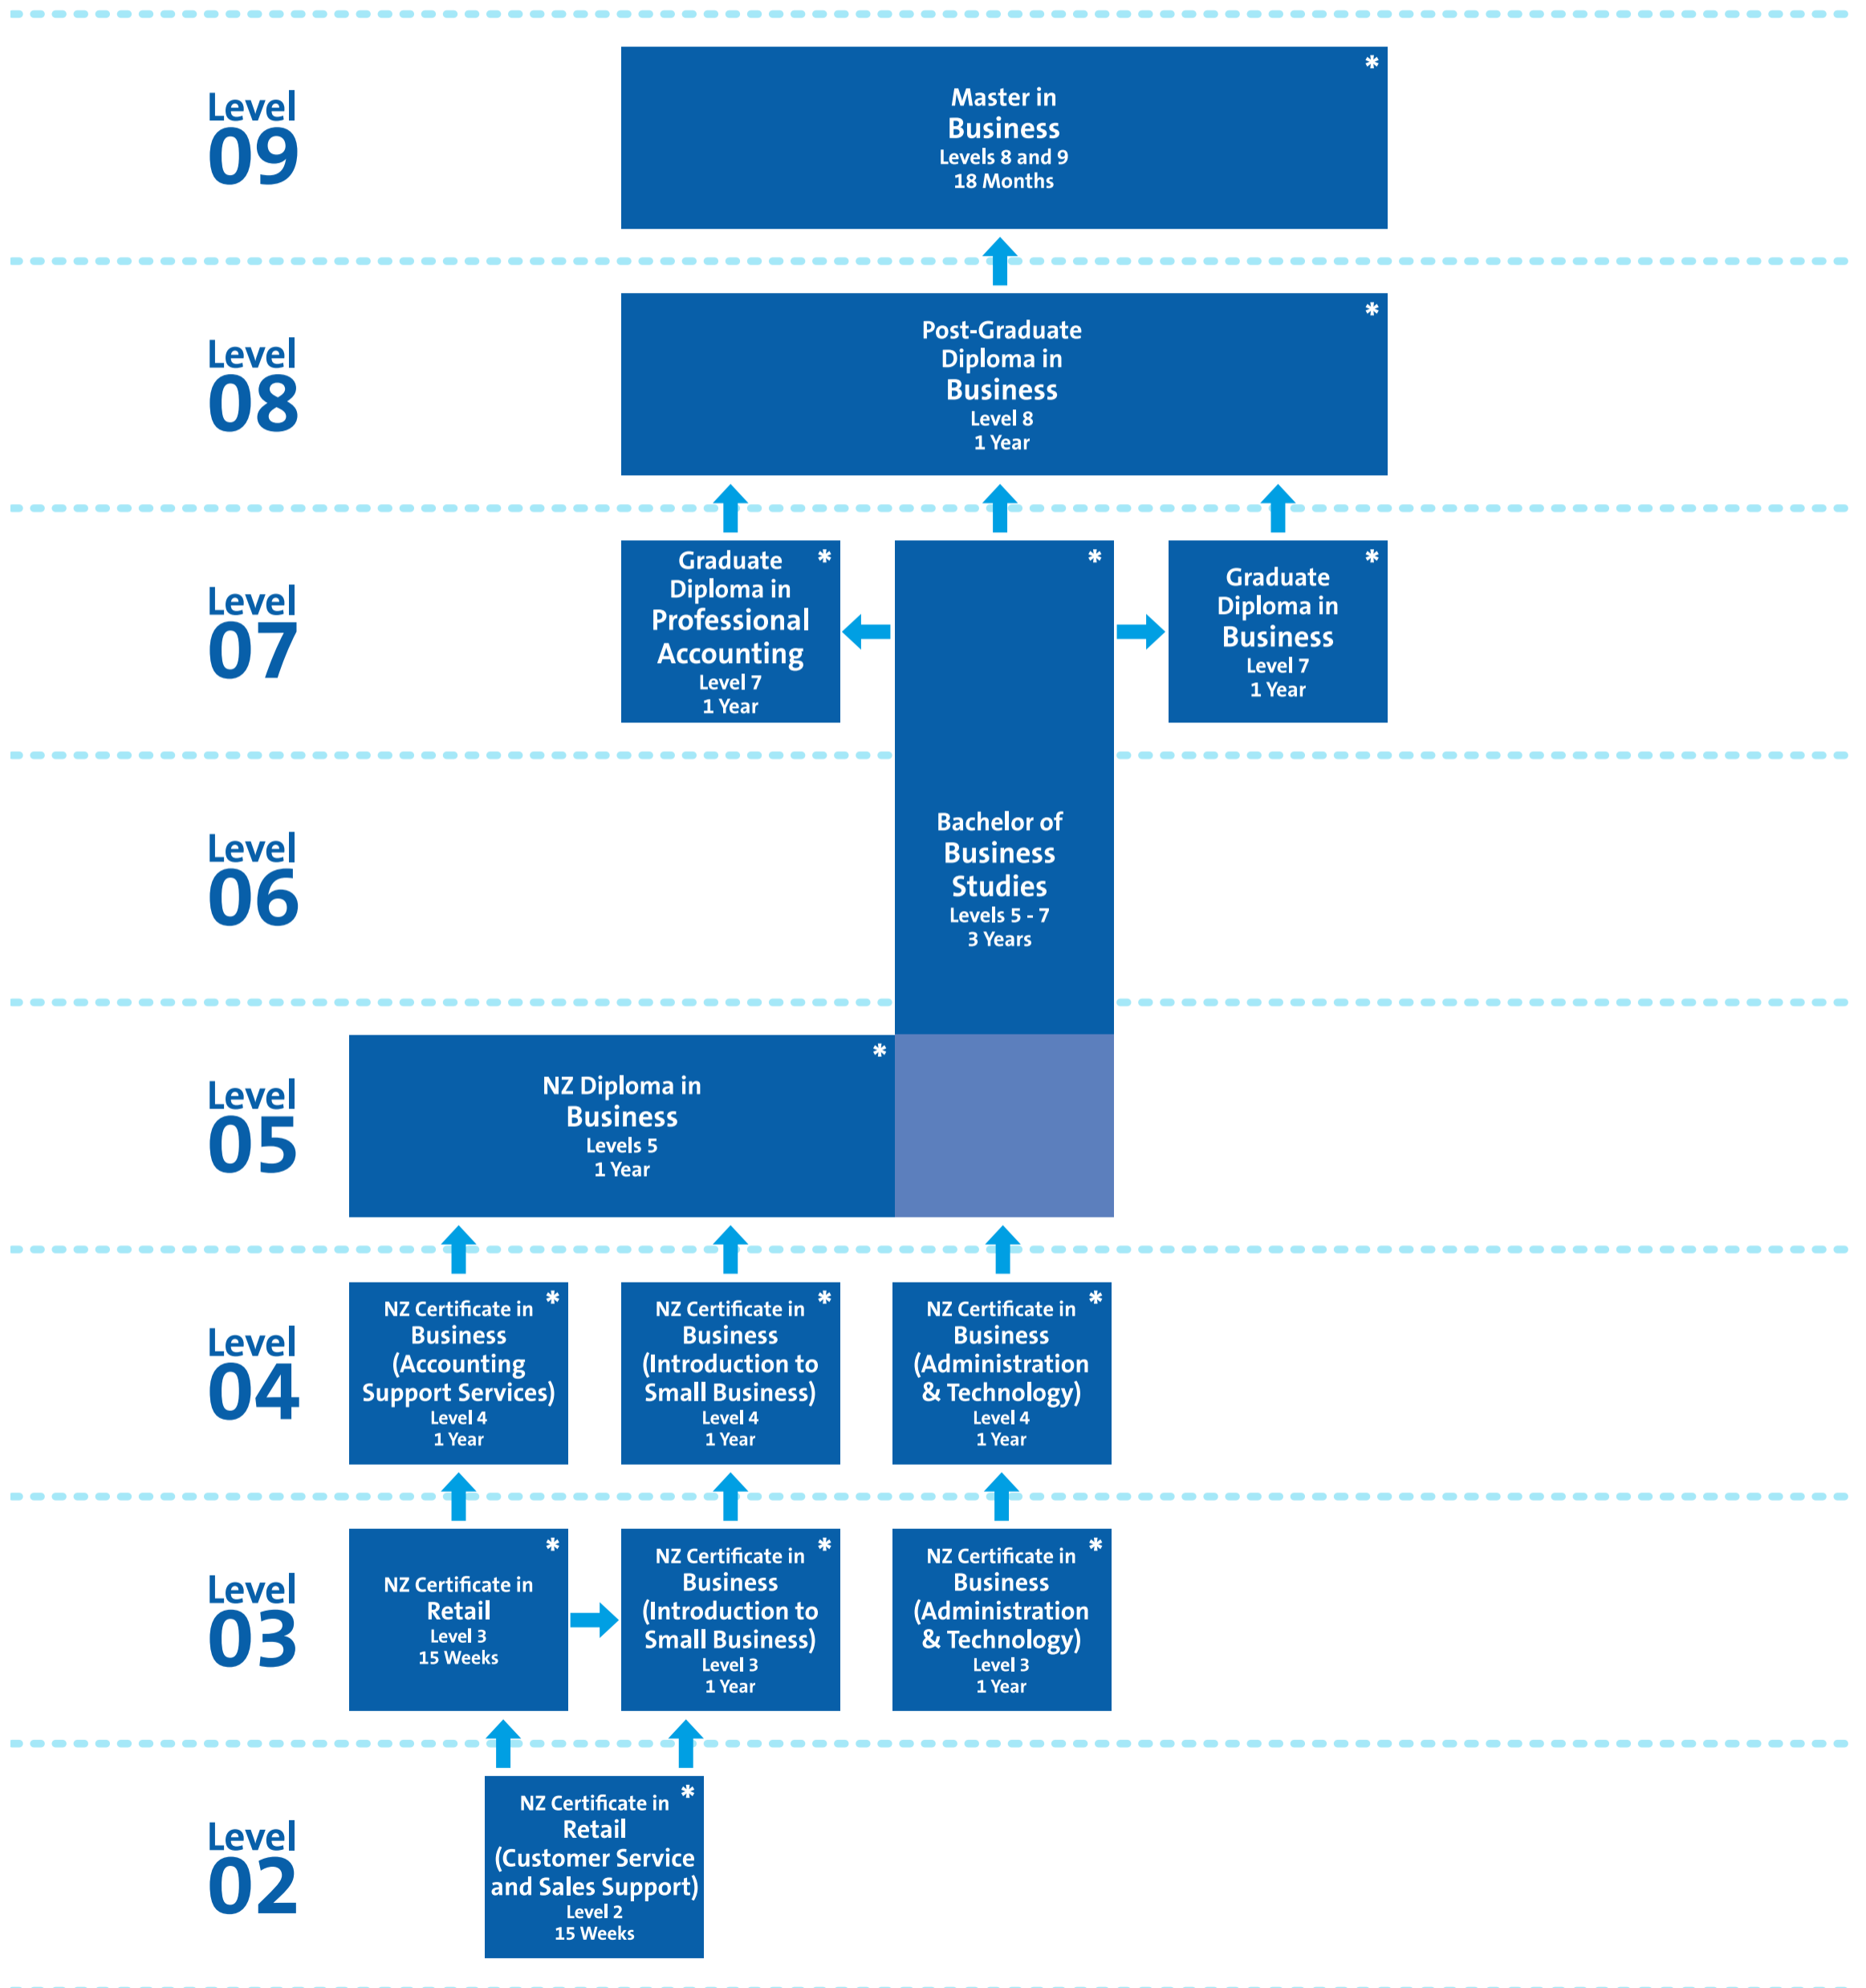 Level
09
*
Master in
Business
Levels 8 and 9
18 Months
Level
08
*
Post-Graduate
Diploma in
Business
Level 8
1 Year
Level
07
*
Graduate
Diploma in
Professional
Accounting
Level 7
1 Year
*
*
Graduate
Diploma in
Business
Level 7
1 Year
Level
06
Bachelor of
Business
Studies
Levels 5 - 7
3 Years
Level
05
*
NZ Diploma in
Business
Levels 5
1 Year
Level
04
*
NZ Certificate in
Business
(Accounting
Support Services)
Level 4
1 Year
*
NZ Certificate in
Business
(Introduction to
Small Business)
Level 4
1 Year
*
NZ Certificate in
Business
(Administration
& Technology)
Level 4
1 Year
Level
03
*
NZ Certificate in
Retail
Level 3
15 Weeks
*
NZ Certificate in
Business
(Introduction to
Small Business)
Level 3
1 Year
*
NZ Certificate in
Business
(Administration
& Technology)
Level 3
1 Year
Level
02
*
NZ Certificate in
Retail
(Customer Service
and Sales Support)
Level 2
15 Weeks